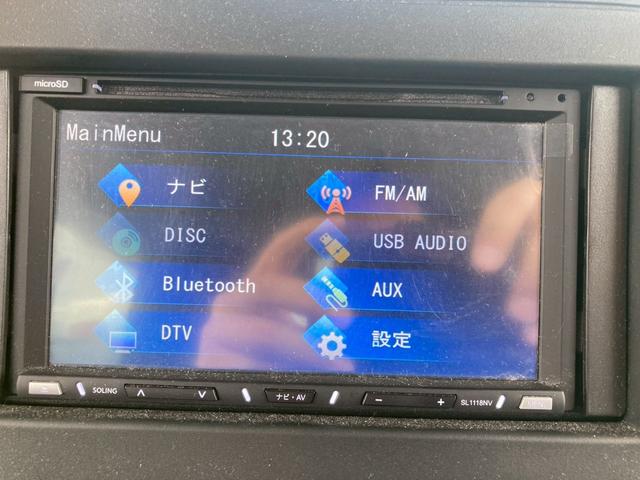 microSD
MainMenu 13:20
ナビ FM/AM
DISC USB AUDIO
Bluetooth AUX
DTV 設定
SOLING ナビ・AV SL1118NV